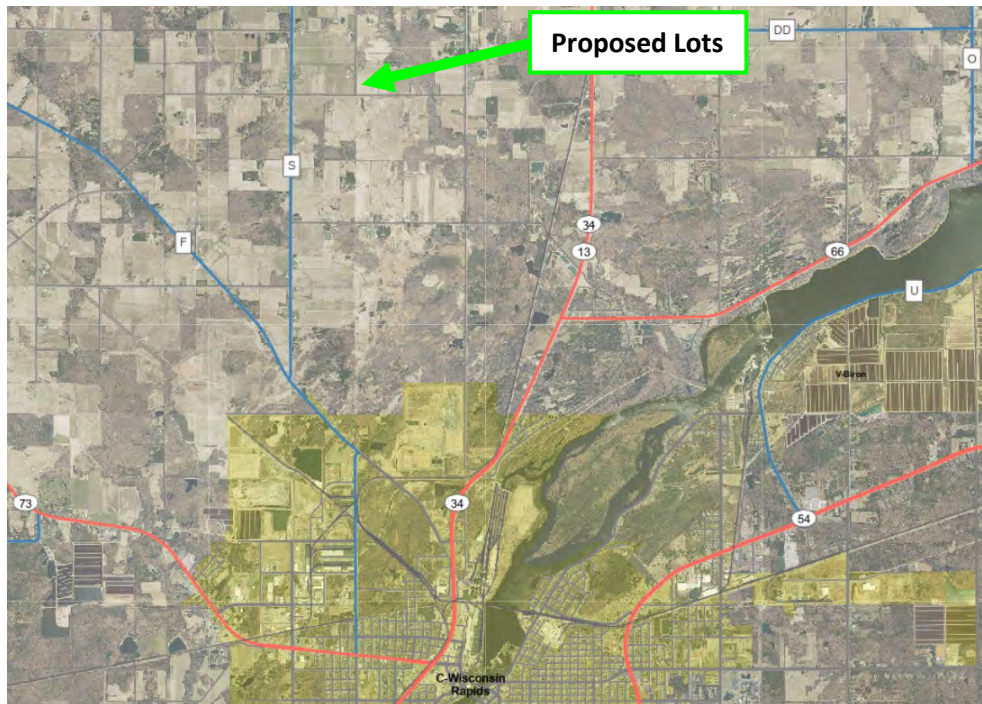 Proposed Lots
DD
O
S
34
13
F
66
U
V-Biron
73
34
54
C-Wisconsin
Rapids